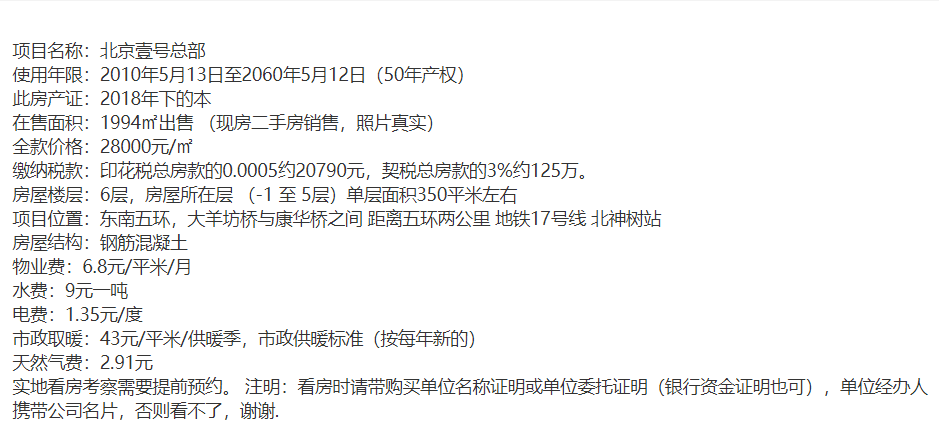 项目名称：北京壹号总部
使用年限：2010年5月13日至2060年5月12日（50年产权）
此房产证：2018年下的本
在售面积：1994㎡出售 （现房二手房销售，照片真实）
全款价格：28000元/㎡
缴纳税款：印花税总房款的0.0005约20790元，契税总房款的3%约125万。
房屋楼层：6层，房屋所在层 （-1 至 5层）单层面积350平米左右
项目位置：东南五环，大羊坊桥与康华桥之间 距离五环两公里 地铁17号线 北神树站
房屋结构：钢筋混凝土
物业费：6.8元/平米/月
水费：9元一吨
电费：1.35元/度
市政取暖：43元/平米/供暖季，市政供暖标准（按每年新的）
天然气费：2.91元
实地看房考察需要提前预约。 注明：看房时请带购买单位名称证明或单位委托证明（银行资金证明也可），单位经办人
携带公司名片，否则看不了，谢谢.